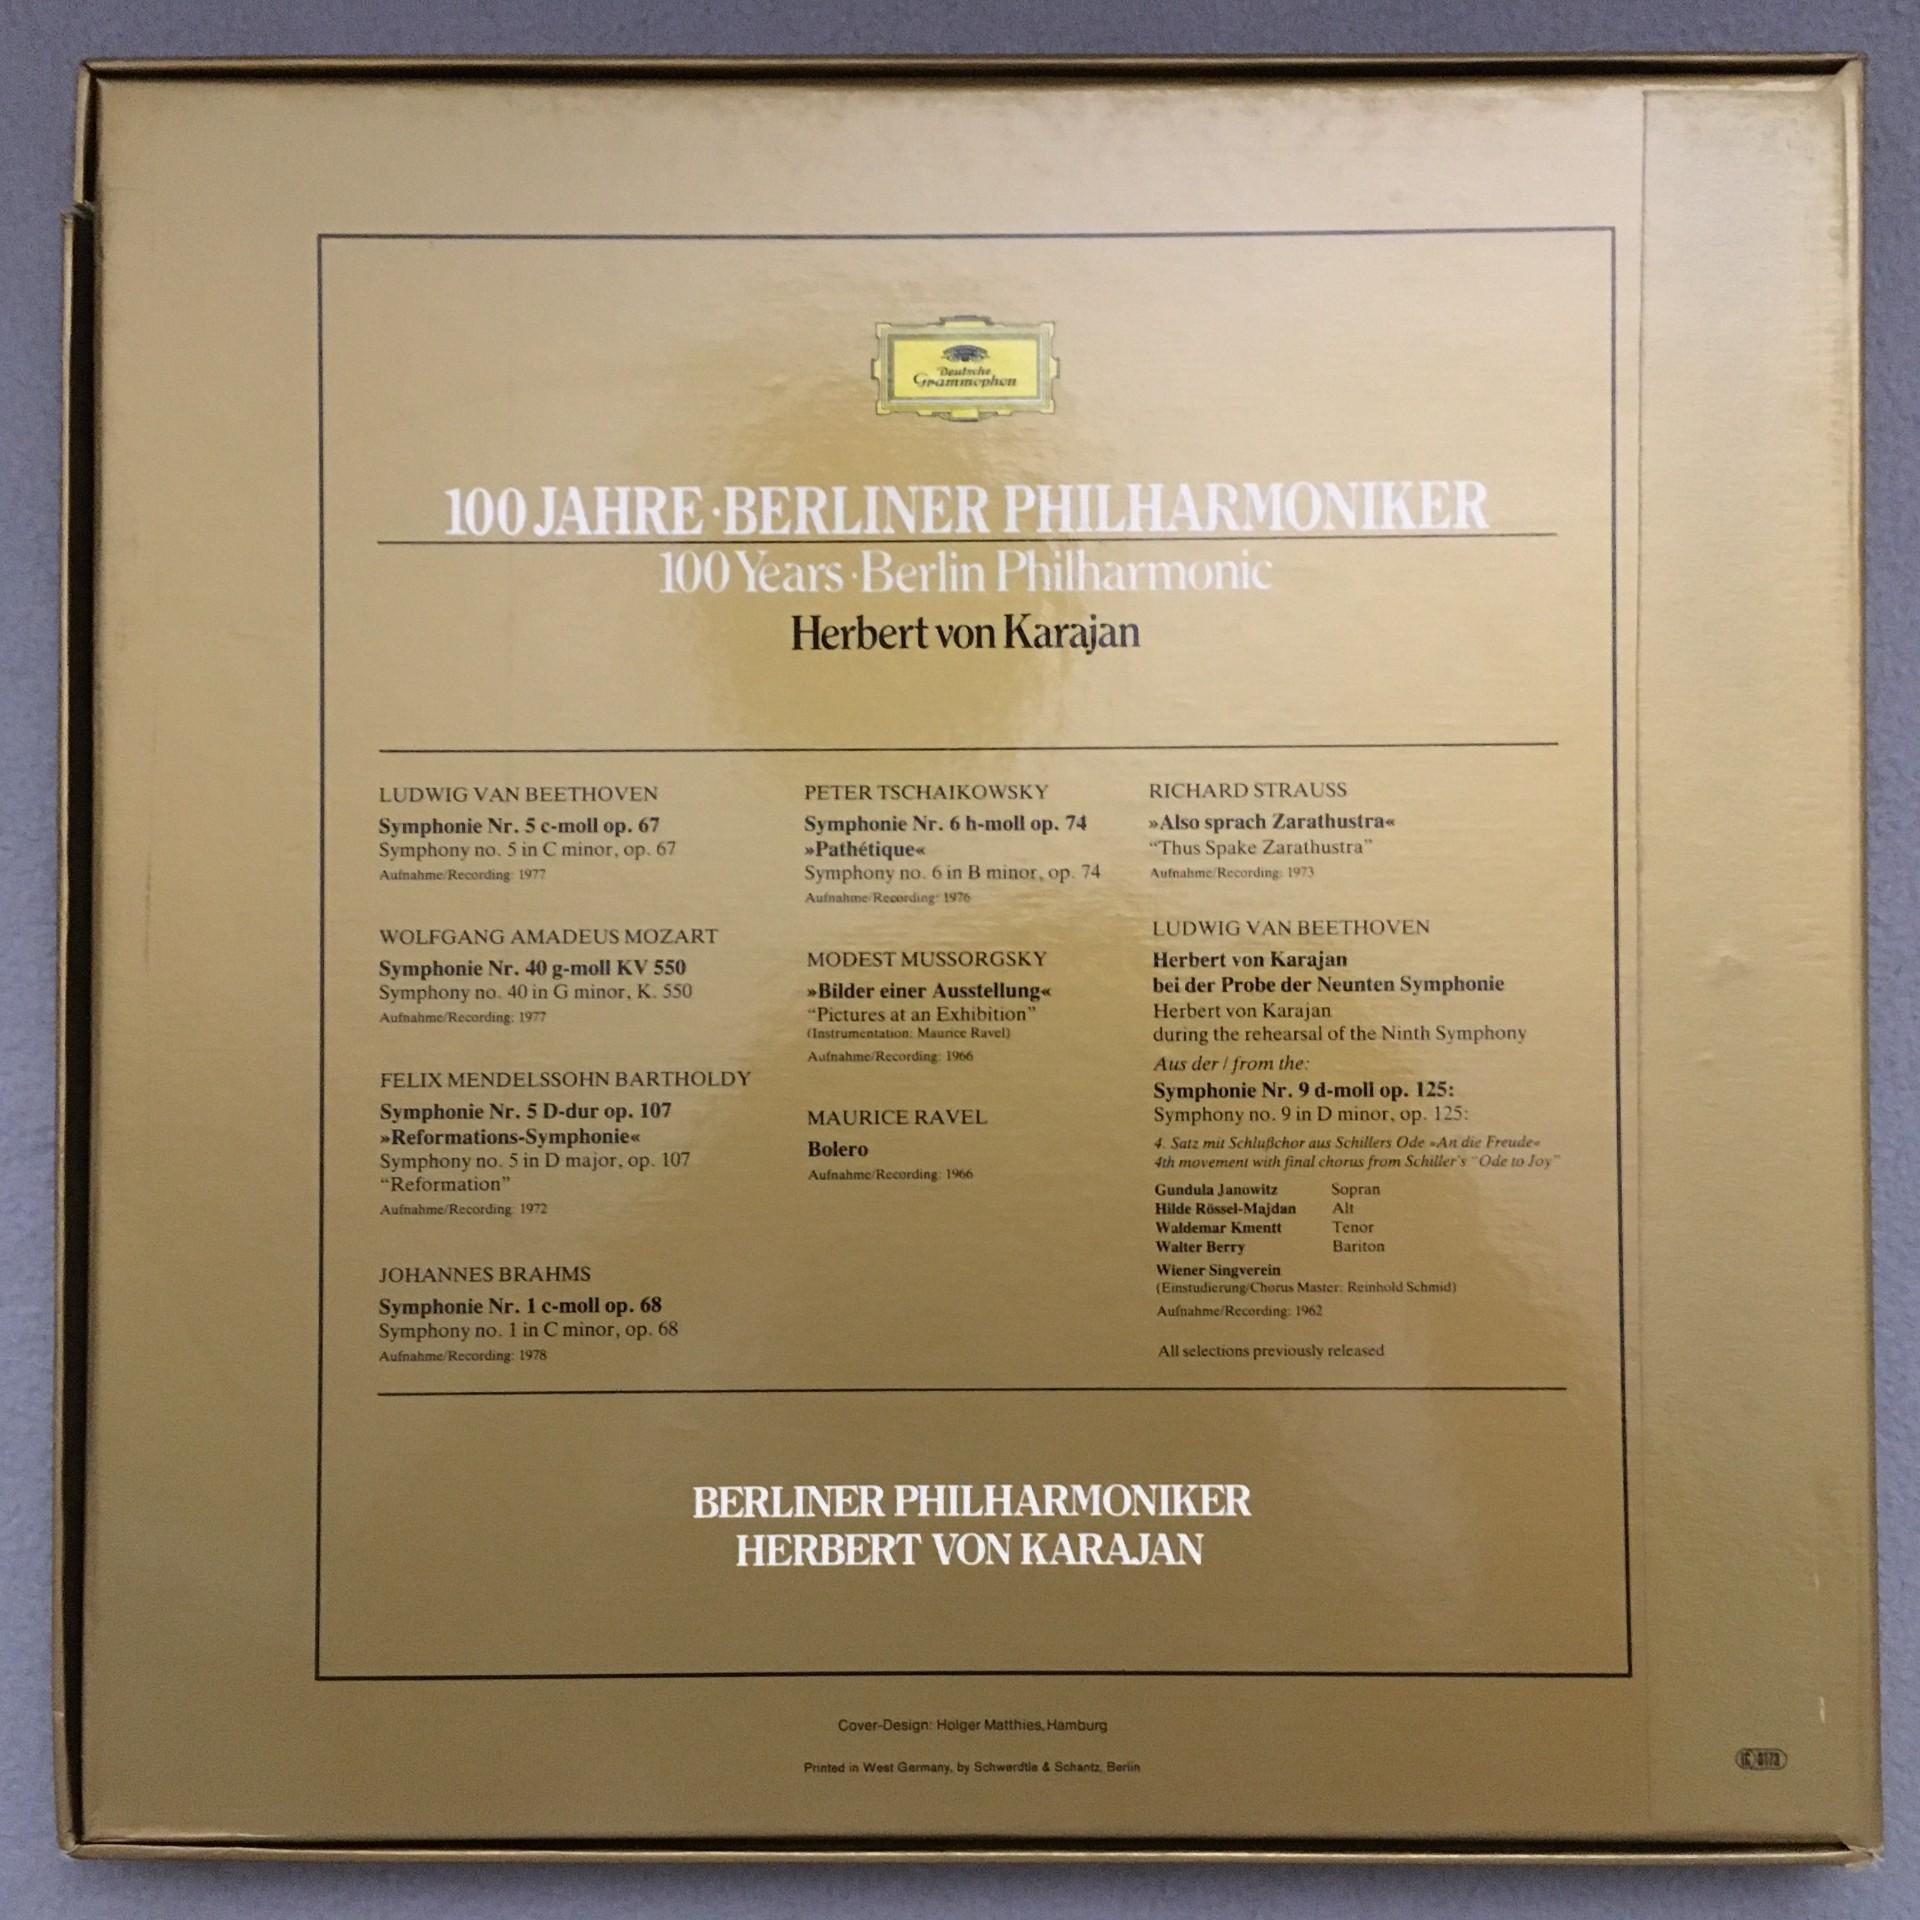 Deutsche
Grammophon
100 JAHRE·BERLINER PHILHARMONIKER
100 Years·Berlin Philharmonic
Herbert von Karajan
LUDWIG VAN BEETHOVEN
Symphonie Nr. 5 c-moll op. 67
Symphony no. 5 in C minor, op. 67
Aufnahme/Recording: 1977
WOLFGANG AMADEUS MOZART
Symphonie Nr. 40 g-moll KV 550
Symphony no. 40 in G minor, K. 550
Aufnahme/Recording: 1977
FELIX MENDELSSOHN BARTHOLDY
Symphonie Nr. 5 D-dur op. 107
»Reformations-Symphonie«
Symphony no. 5 in D major, op. 107
“Reformation”
Aufnahme/Recording: 1972
JOHANNES BRAHMS
Symphonie Nr. 1 c-moll op. 68
Symphony no. 1 in C minor, op. 68
Aufnahme/Recording: 1978
PETER TSCHAIKOWSKY
Symphonie Nr. 6 h-moll op. 74
»Pathétique«
Symphony no. 6 in B minor, op. 74
Aufnahme/Recording: 1976
MODEST MUSSORGSKY
»Bilder einer Ausstellung«
“Pictures at an Exhibition”
(Instrumentation: Maurice Ravel)
Aufnahme/Recording: 1966
MAURICE RAVEL
Bolero
Aufnahme/Recording: 1966
RICHARD STRAUSS
»Also sprach Zarathustra«
“Thus Spake Zarathustra”
Aufnahme/Recording: 1973
LUDWIG VAN BEETHOVEN
Herbert von Karajan
bei der Probe der Neunten Symphonie
Herbert von Karajan
during the rehearsal of the Ninth Symphony
Aus der / from the:
Symphonie Nr. 9 d-moll op. 125:
Symphony no. 9 in D minor, op. 125:
4. Satz mit Schlußchor aus Schillers Ode »An die Freude«
4th movement with final chorus from Schiller's “Ode to Joy”
Gundula Janowitz Sopran
Hilde Rössel-Majdan Alt
Waldemar Kmentt Tenor
Walter Berry Bariton
Wiener Singverein
(Einstudierung/Chorus Master: Reinhold Schmid)
Aufnahme/Recording: 1962
All selections previously released
BERLINER PHILHARMONIKER
HERBERT VON KARAJAN
Cover-Design: Holger Matthies, Hamburg
Printed in West Germany, by Schwerdtle & Schantz, Berlin